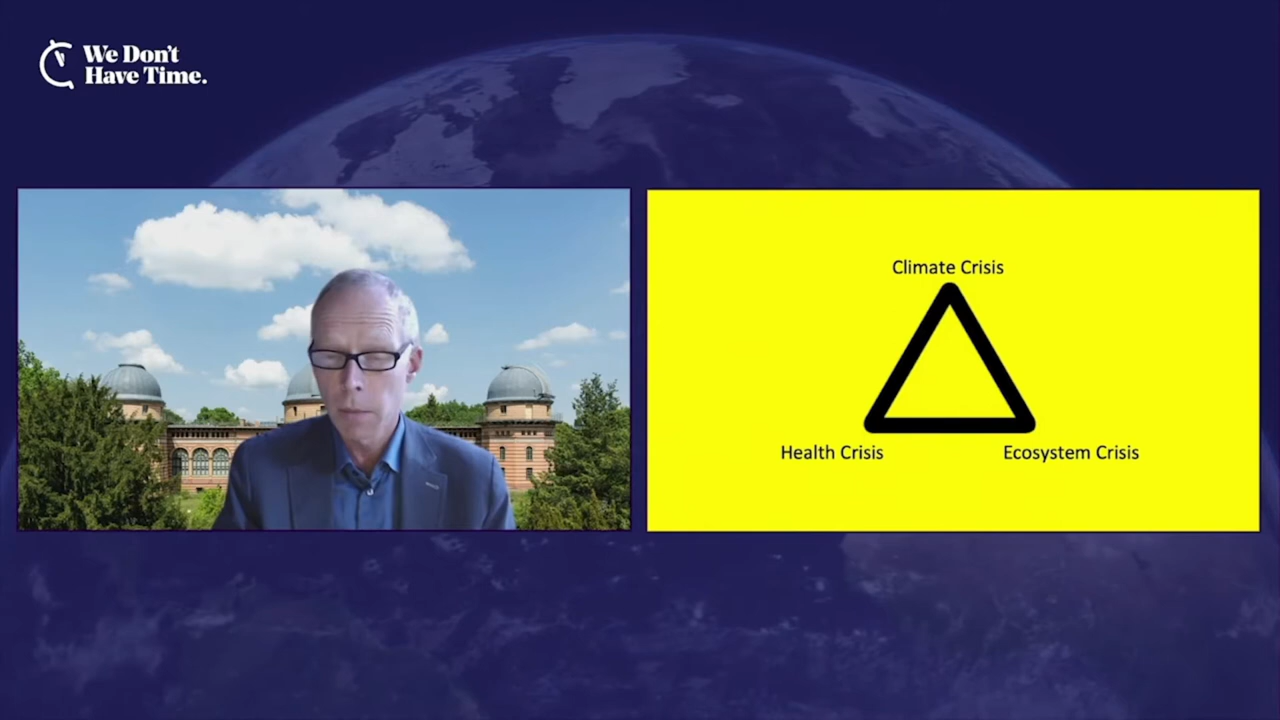 We Don't
Have Time.
Climate Crisis
Health Crisis
Ecosystem Crisis